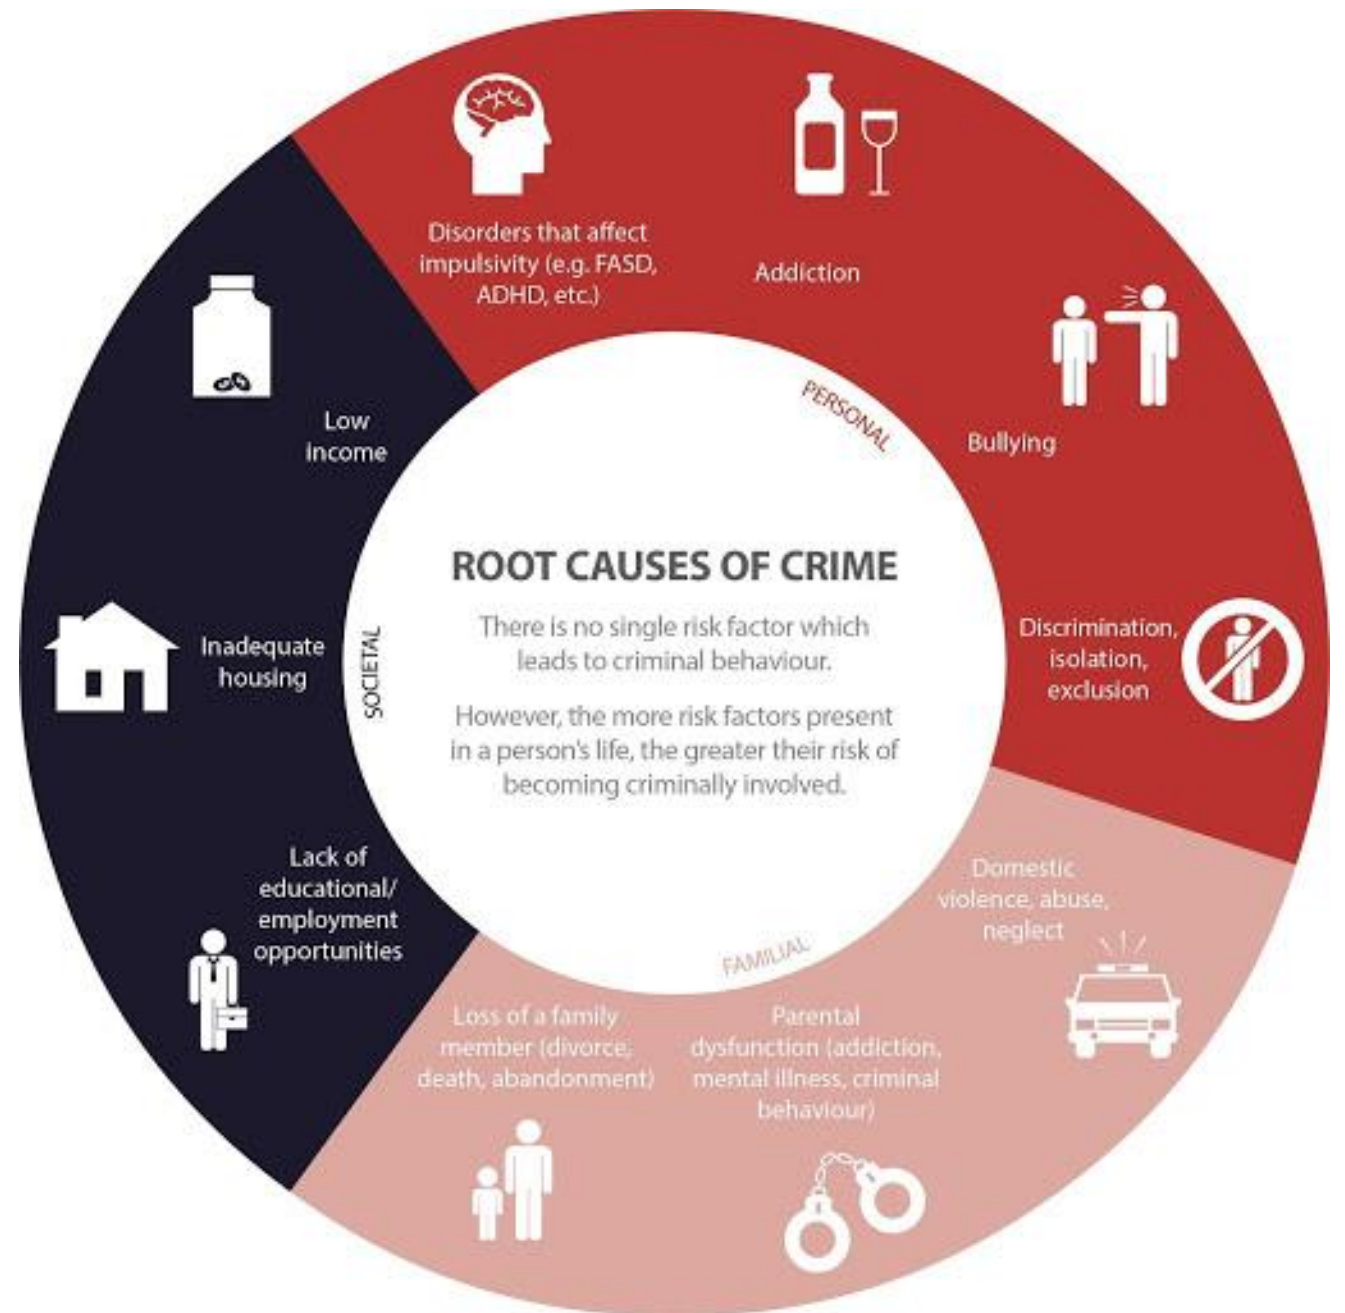 ROOT CAUSES OF CRIME
There is no single risk factor which
leads to criminal behaviour.
However, the more risk factors present
in a person's life, the greater their risk of
becoming criminally involved.
PERSONAL
Disorders that affect
impulsivity (e.g. FASD,
ADHD, etc.)
Addiction
Bullying
Discrimination,
isolation,
exclusion
FAMILIAL
Domestic
violence, abuse,
neglect
Parental
dysfunction (addiction,
mental illness, criminal
behaviour)
Loss of a family
member (divorce,
death, abandonment)
SOCIETAL
Lack of
educational/
employment
opportunities
Inadequate
housing
Low
income